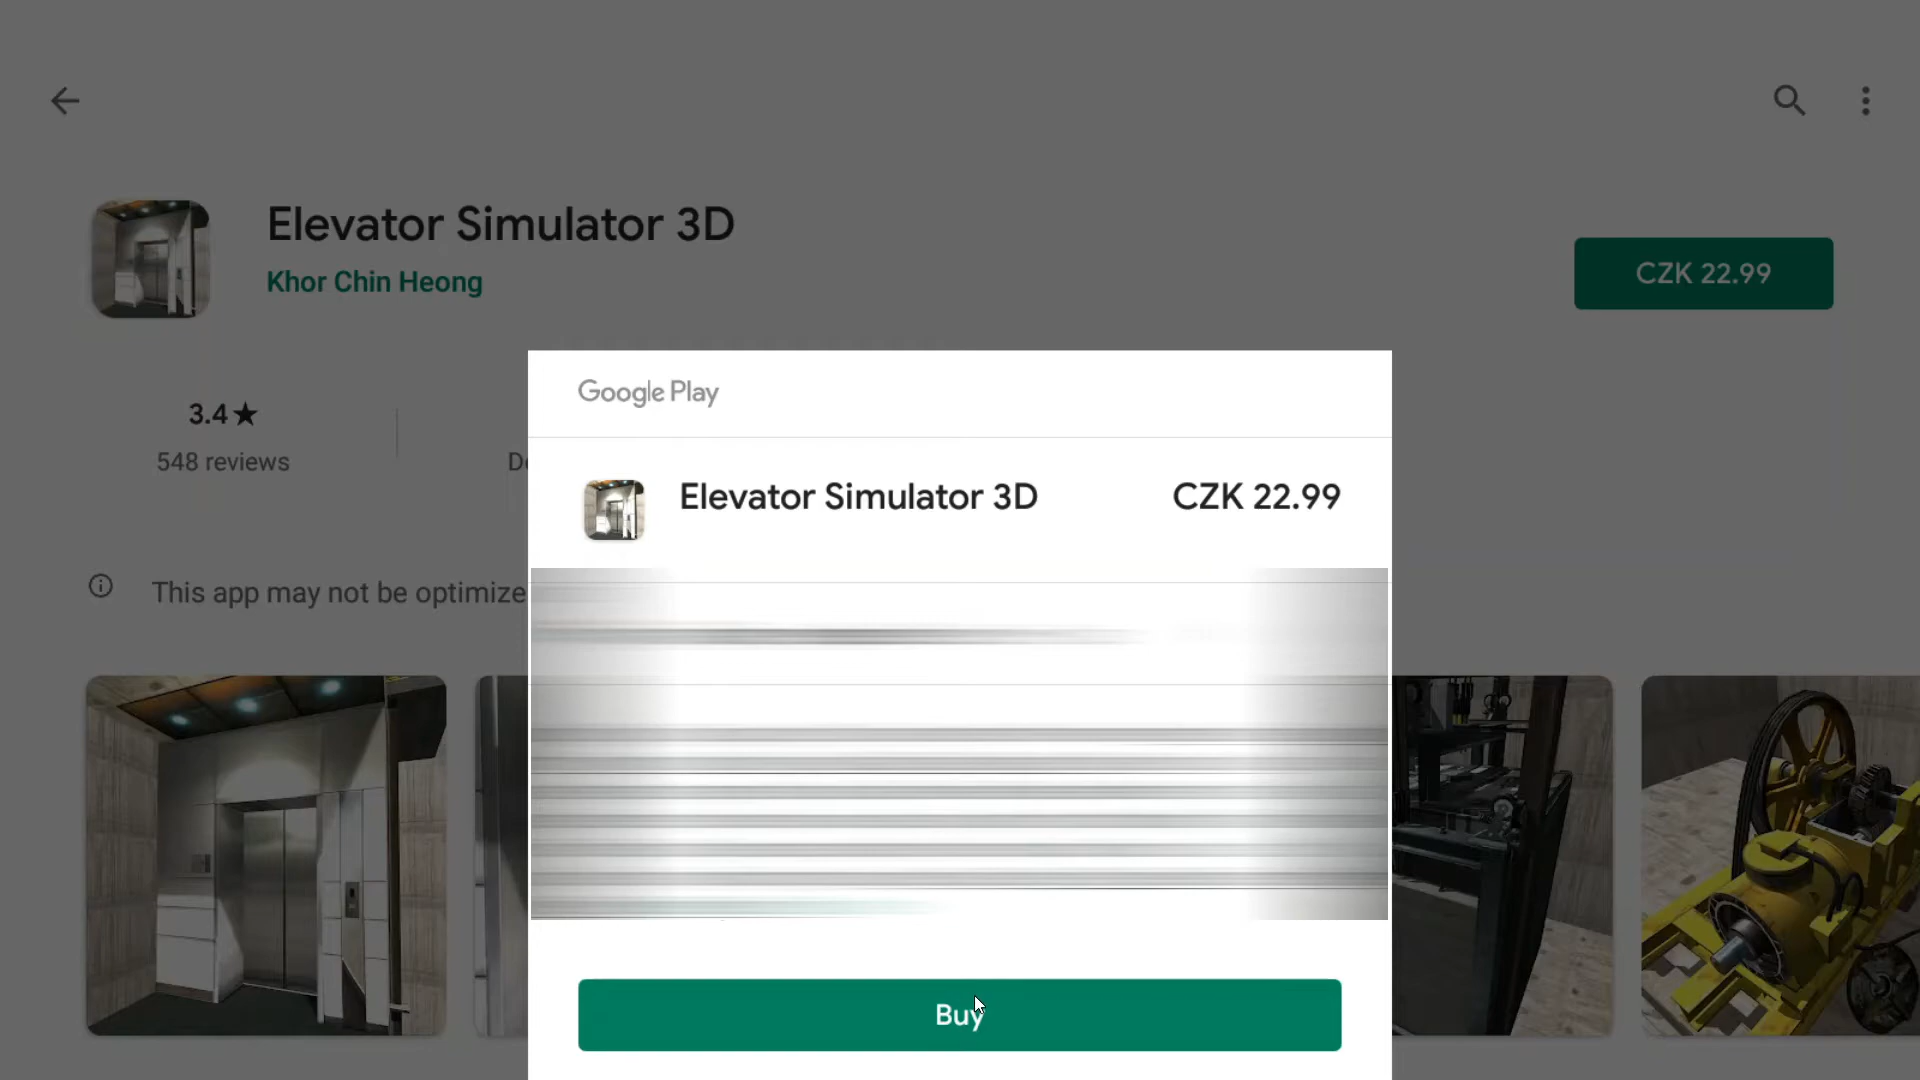 Elevator Simulator 3D
Khor Chin Heong
CZK 22.99
3.4★
548 reviews
This app may not be
Google Play
Elevator Simulator 3D
CZK 22.99
Buy